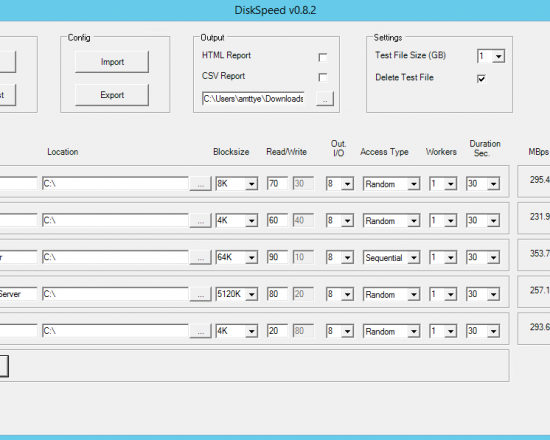 DiskSpeed v0.8.2
Config
Output
Settings
Import
HTML Report
Test File Size (GB) 1
CSV Report
Delete Test File
st
Export
C:\Users\amttye\Downloads ..
Location
Blocksize
Read/Write
Out. I/O
Access Type
Workers
Duration Sec.
MBps
C:\ ... 8K 70 30 8 Random 1 30 295.4
C:\ ... 4K 60 40 8 Random 1 30 231.9
r C:\ ... 64K 90 10 8 Sequential 1 30 353.7
Server C:\ ... 5120K 80 20 8 Random 1 30 257.1
C:\ ... 4K 20 80 8 Random 1 30 293.6